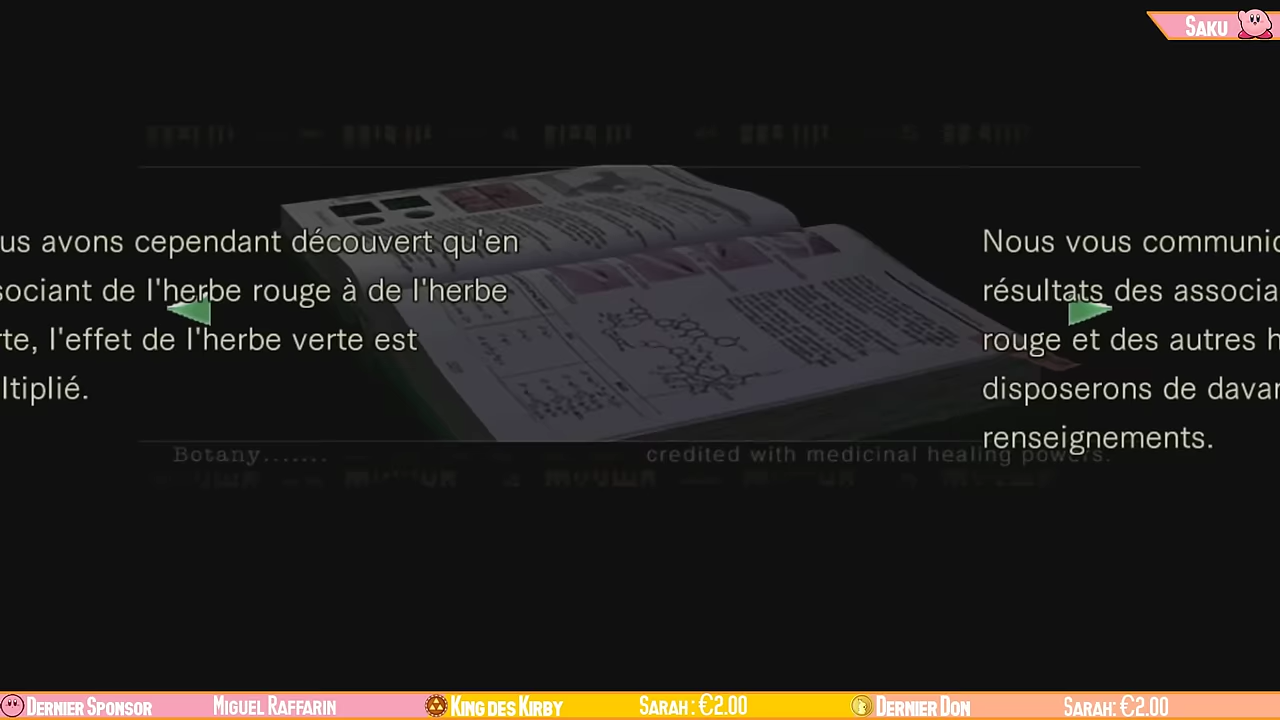 Saku
us avons cependant découvert qu'en
sociant de l'herbe rouge à de l'herbe
rte, l'effet de l'herbe verte est
ltiplié.
Nous vous communic
résultats des associa
rouge et des autres h
disposerons de davan
renseignements.
Botany.......
credited with medicinal healing powers.
Dernier Sponsor
Miguel Raffarin
King des Kirby
Sarah: €2.00
Dernier Don
Sarah: €2.00